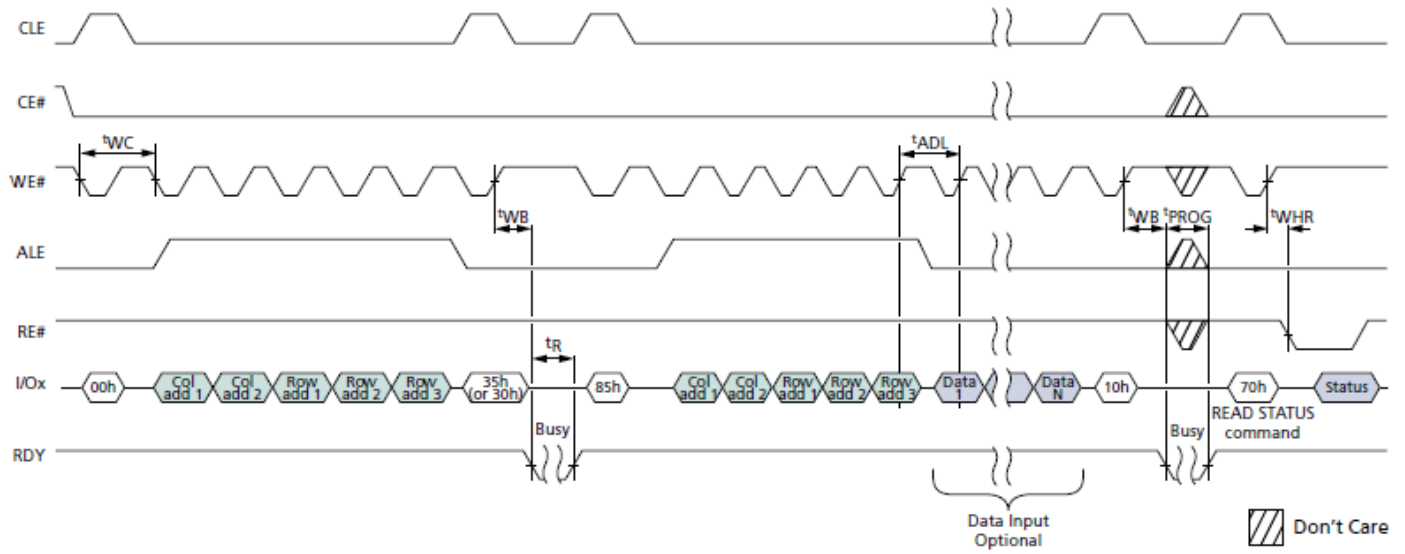 CLE
CE#
tWC
tADL
WE#
tWB
tWB
tPROG
tWHR
ALE
RE#
tR
I/Ox
00h
Col add 1
Col add 2
Row add 1
Row add 2
Row add 3
35h
(or 30h)
85h
Col add 1
Col add 2
Row add 1
Row add 2
Row add 3
Data 1
Data N
10h
70h
Status
READ STATUS
command
Busy
Busy
RDY
Data Input
Optional
Don't Care